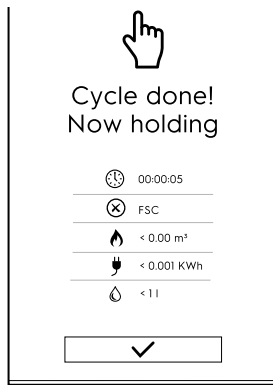 Cycle done!
Now holding
00:00:05
FSC
< 0.00 m³
< 0.001 KWh
< 1 l